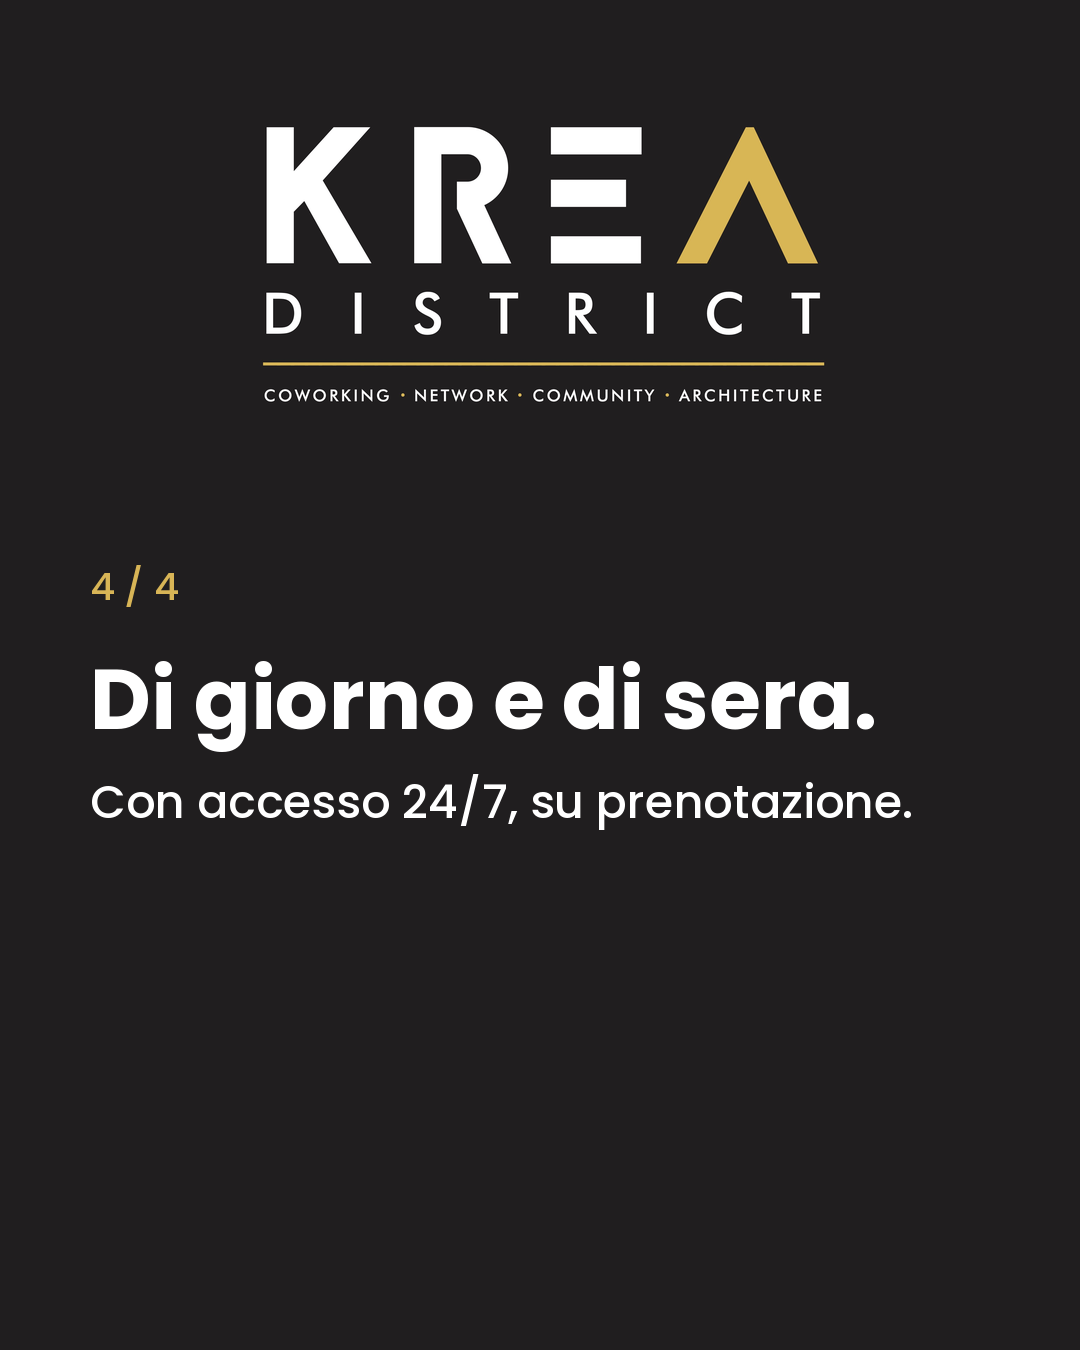 KREA
DISTRICT
COWORKING · NETWORK · COMMUNITY · ARCHITECTURE
4 / 4
Di giorno e di sera.
Con accesso 24/7, su prenotazione.